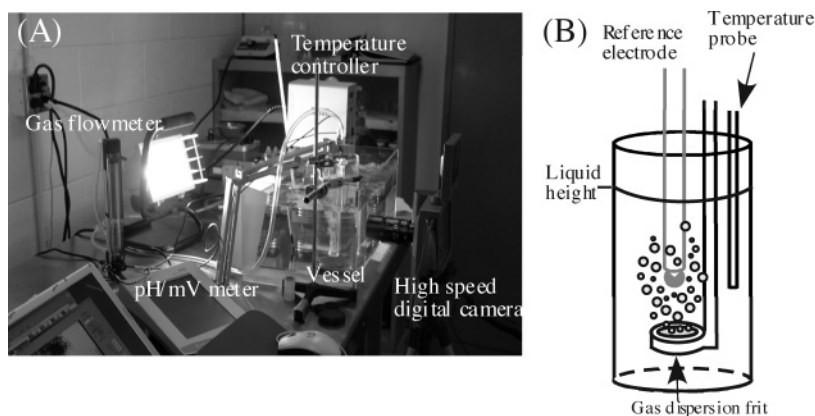 (A)
Temperature
controller
Gas flowmeter
pH/mV meter
Vessel
High speed
digital camera
(B)
Reference
electrode
Temperature
probe
Liquid
height
Gas dispersion frit